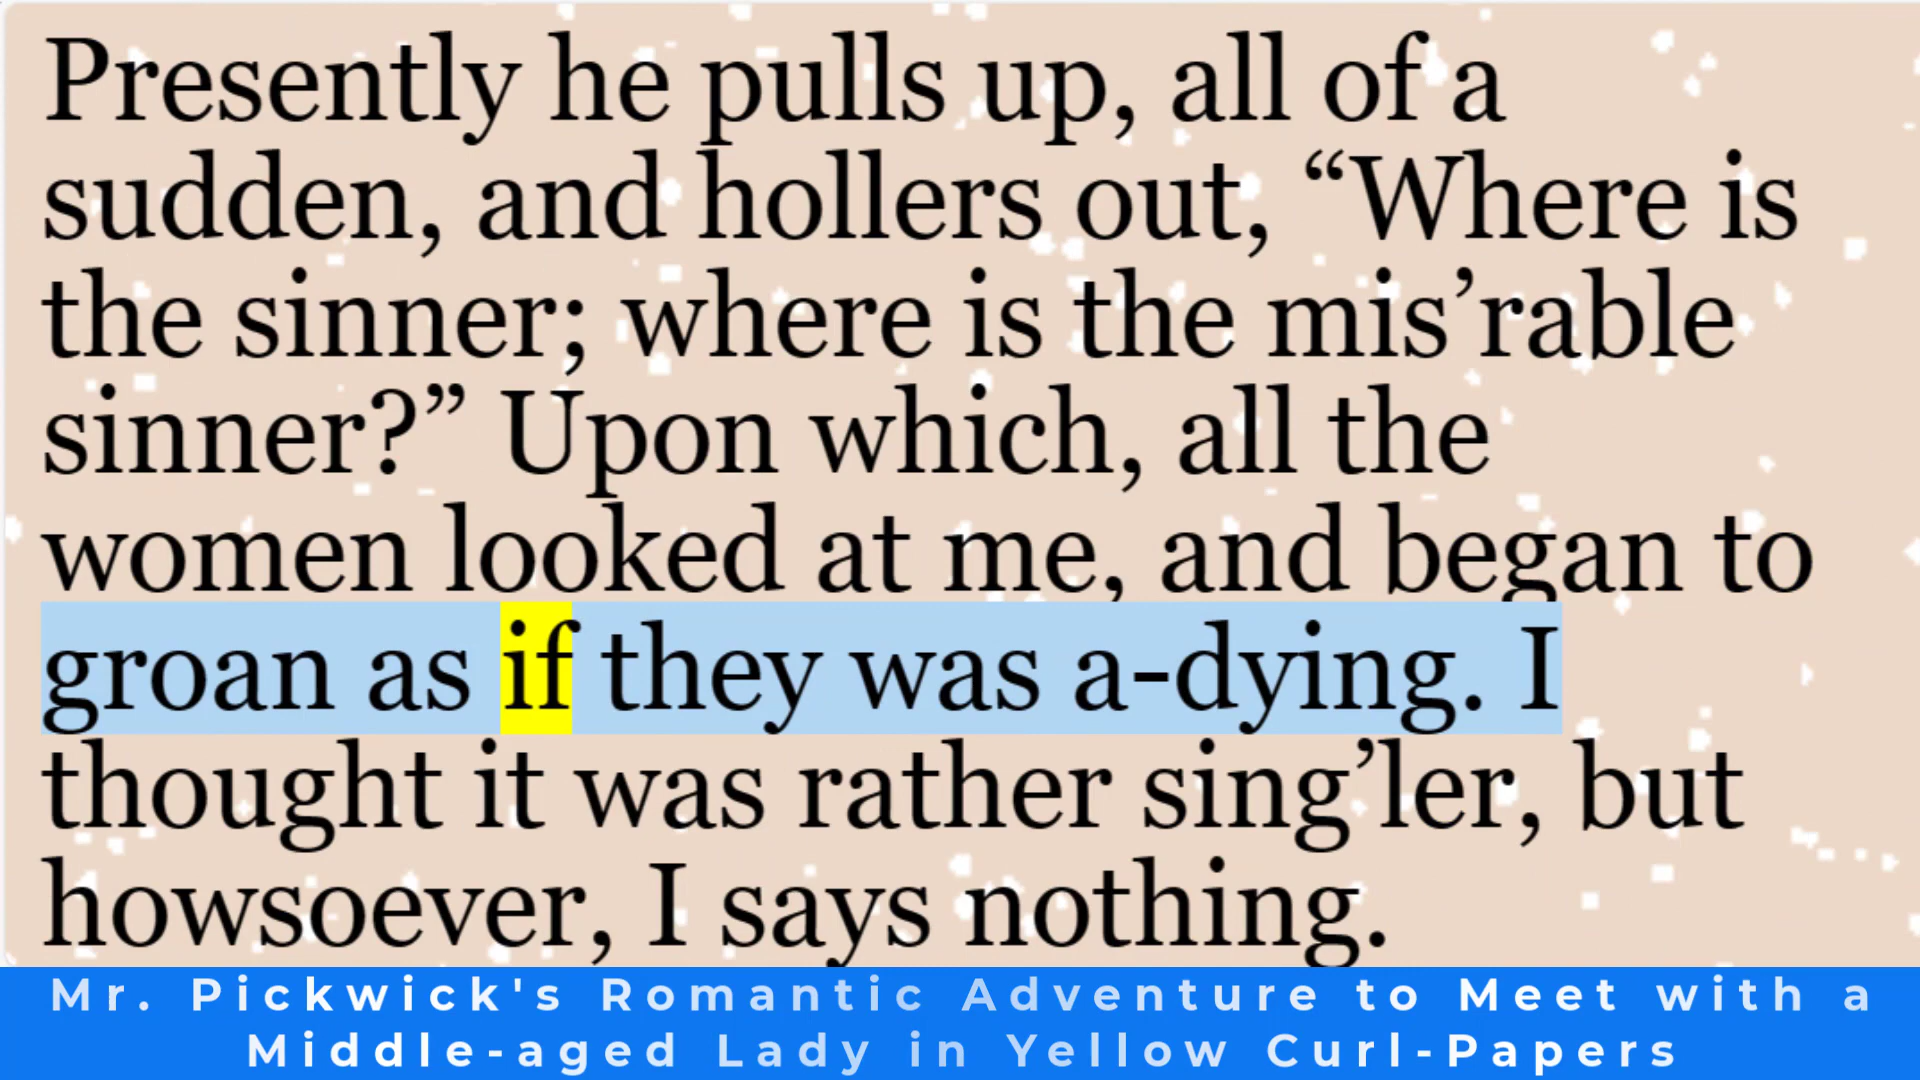 Presently he pulls up, all of a
sudden, and hollers out, “Where is
the sinner; where is the mis’rable
sinner?” Upon which, all the
women looked at me, and began to
groan as if they was a-dying. I
thought it was rather sing’ler, but
howsoever, I says nothing.
Mr. Pickwick's Romantic Adventure to Meet with a
Middle-aged Lady in Yellow Curl-Papers